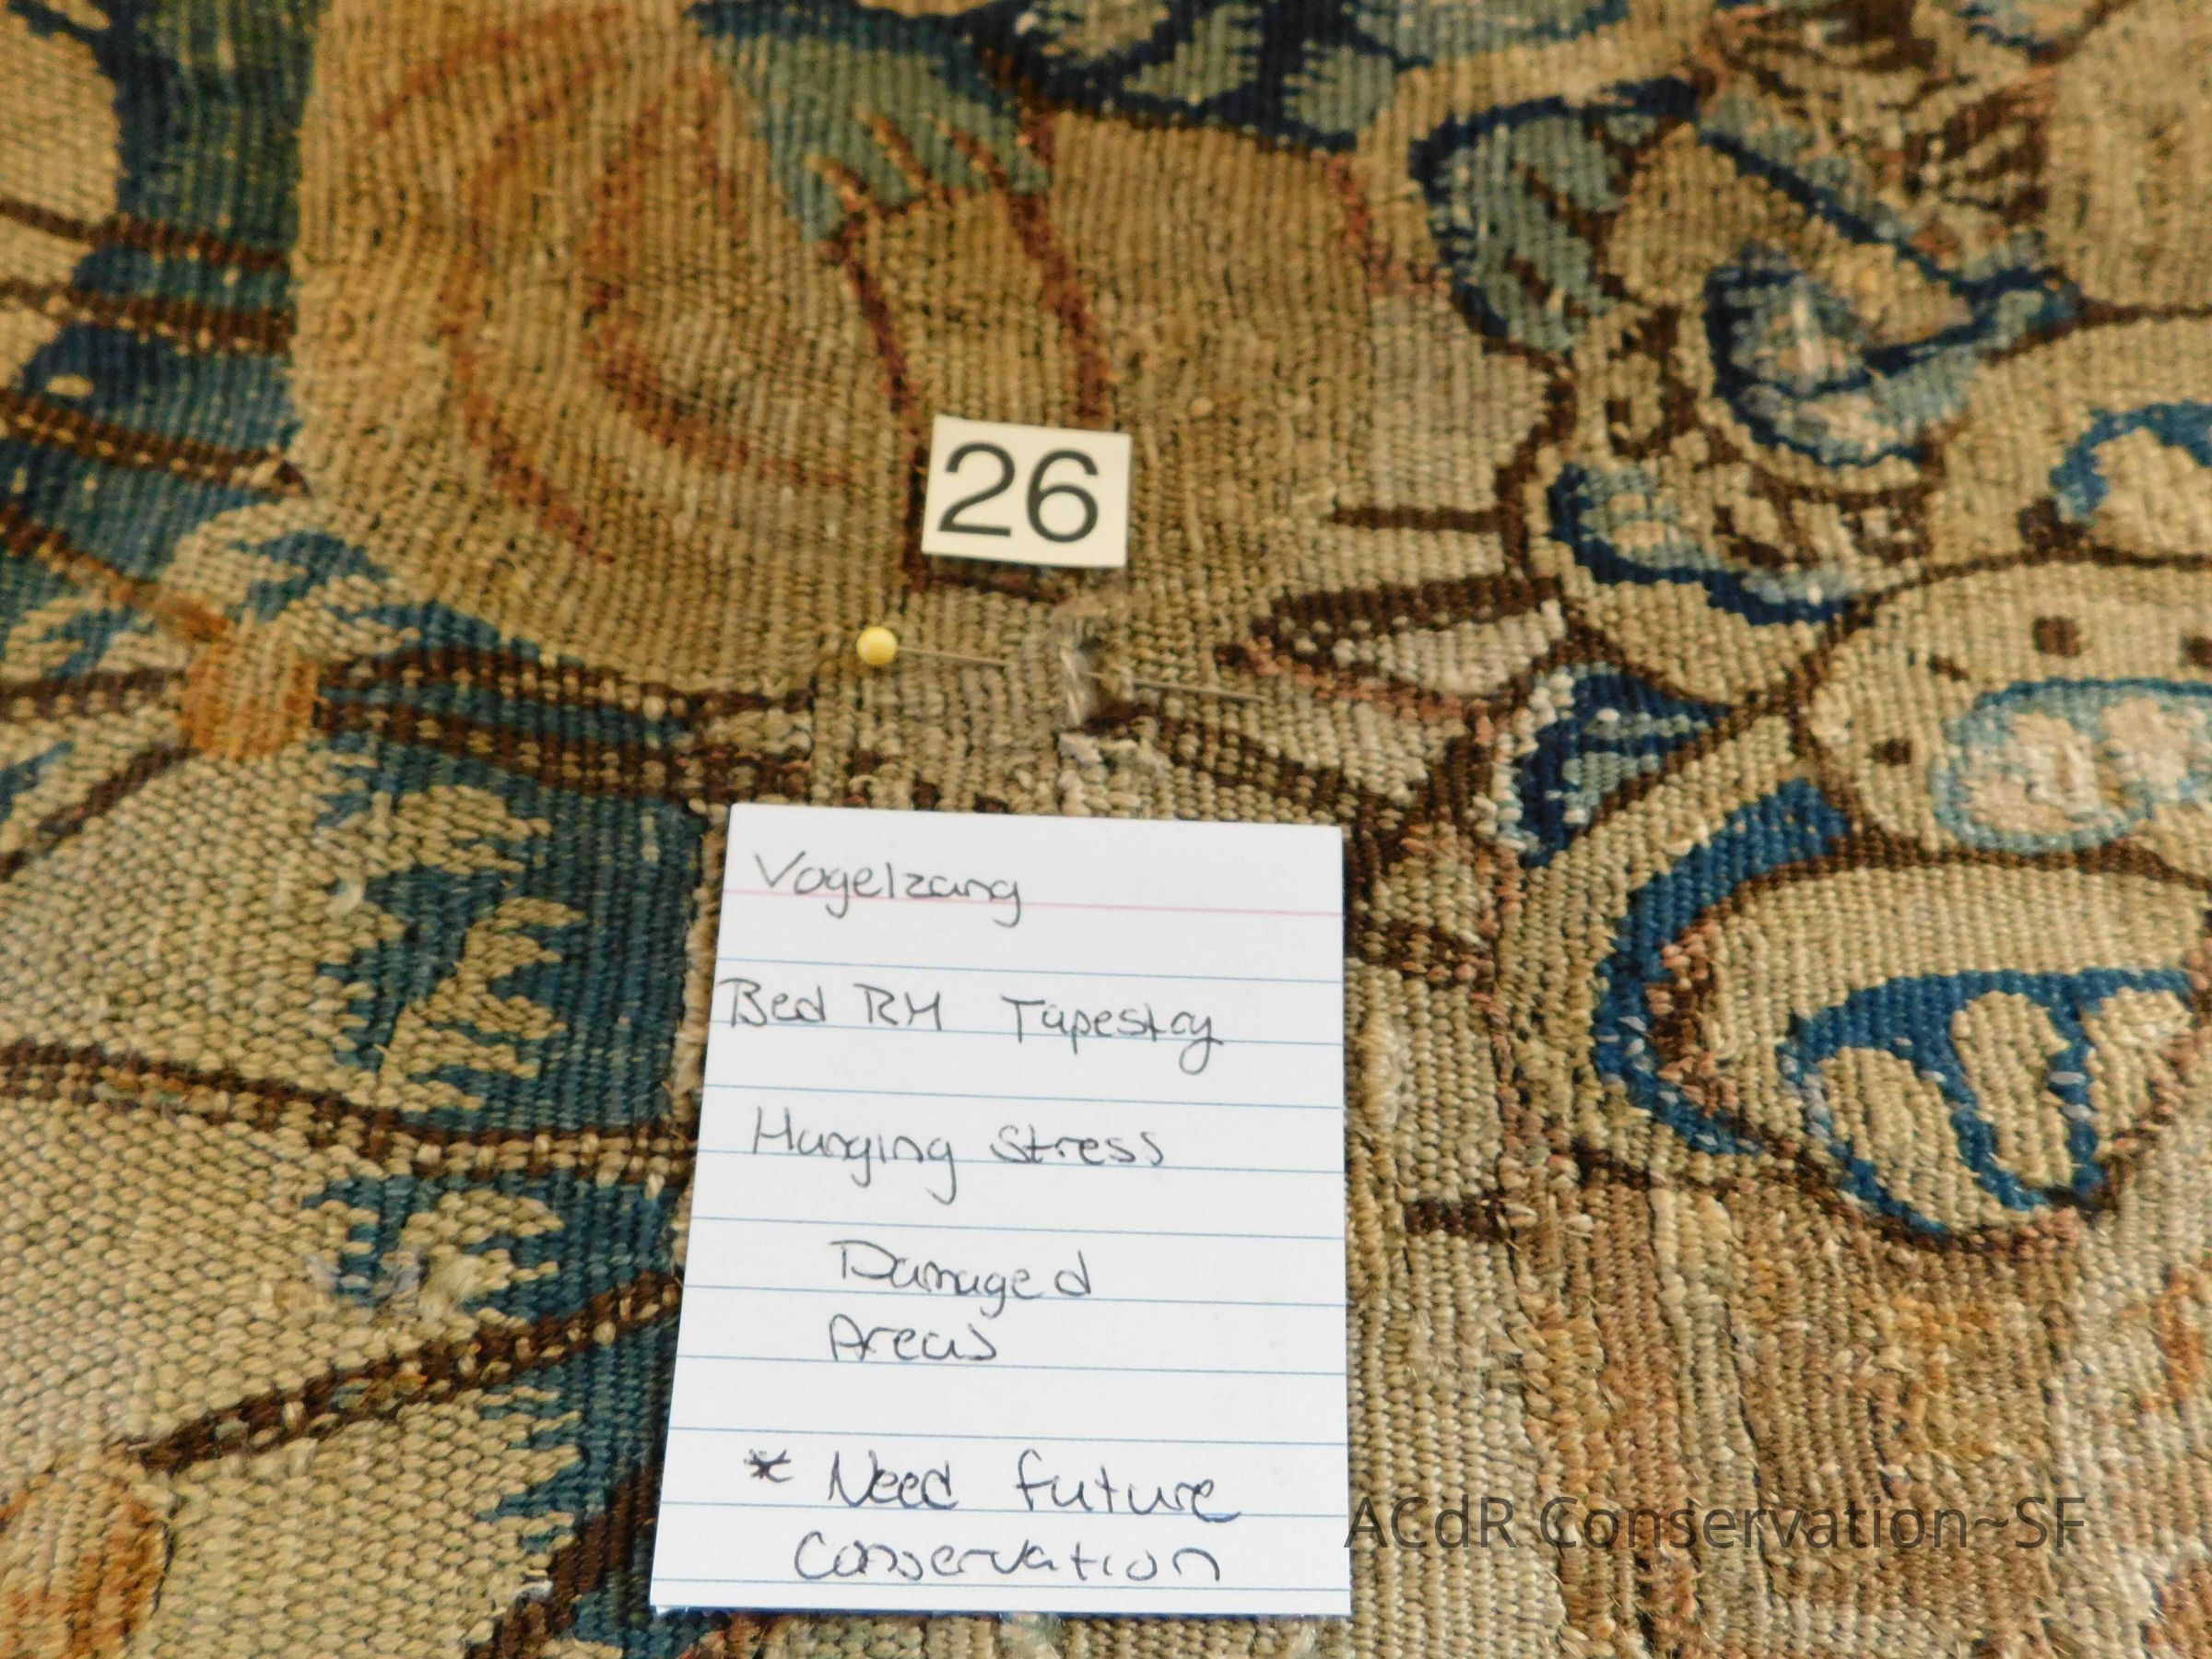 26
Vogelzang
Bed RM Tapestry
Hanging Stress
Damaged
Areas
* Need future
Conservation
ACdR Conservation~SF